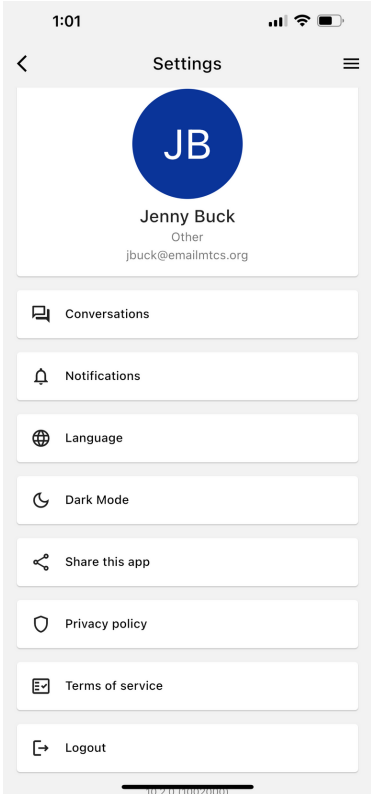 1:01
Settings
JB
Jenny Buck
Other
jbuck@emailmtcs.org
Conversations
Notifications
Language
Dark Mode
Share this app
Privacy policy
Terms of service
Logout